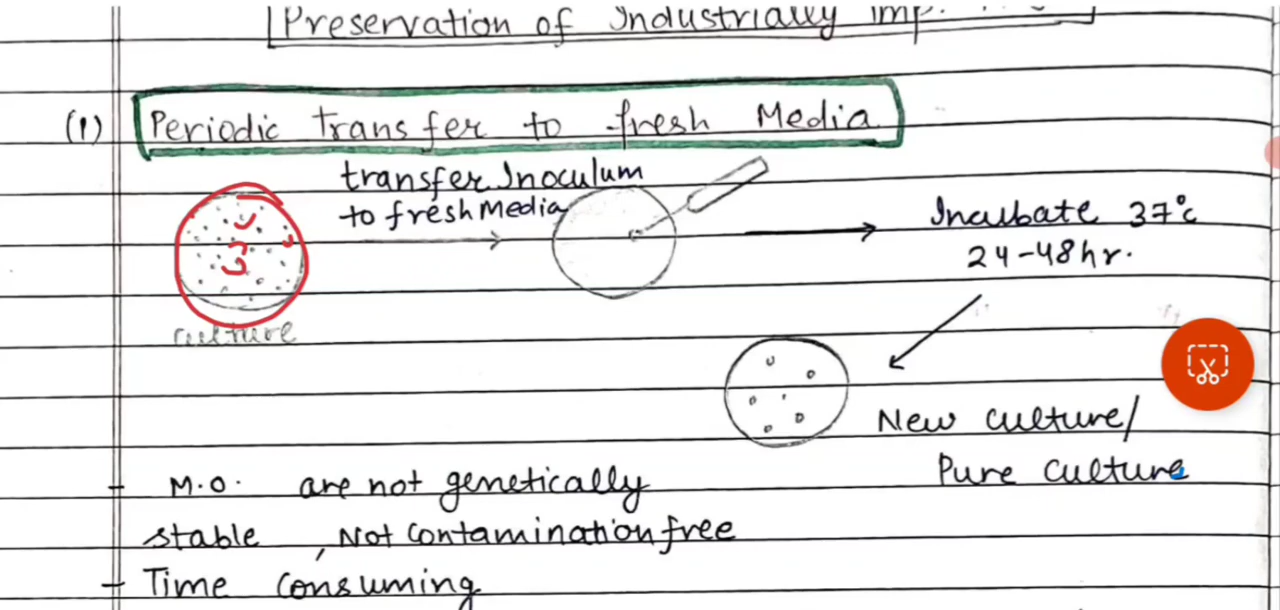 Preservation of Industrially Imp.
(1) Periodic transfer to fresh Media
transfer Inoculum
to fresh Media
Incubate 37°c
24-48hr.
culture
New culture/
Pure culture
- M.O. are not genetically
stable, Not contamination free
- Time consuming